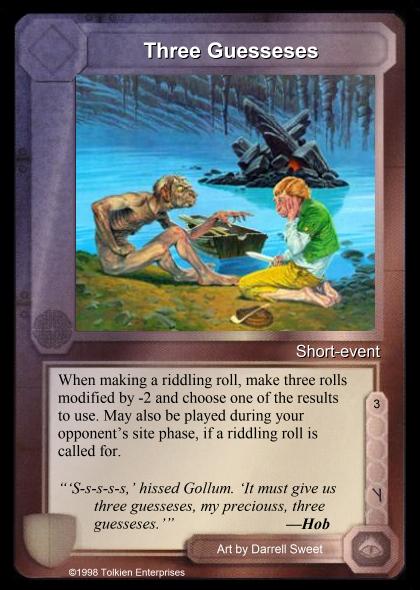 Three Guesseses
Short-event
When making a riddling roll, make three rolls
modified by -2 and choose one of the results
to use. May also be played during your
opponent's site phase, if a riddling roll is
called for.
3
“‘S-s-s-s-s,’ hissed Gollum. ‘It must give us
three guesseses, my preciouss, three
guesseses.’”
—Hob
Art by Darrell Sweet
©1998 Tolkien Enterprises